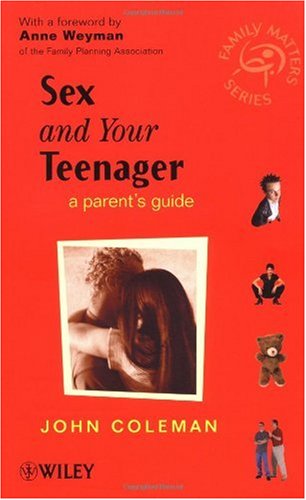 With a foreword by
Anne Weyman
of the Family Planning Association
FAMILY MATTERS
SERIES
Sex
and Your
Teenager
a parent's guide
JOHN COLEMAN
WILEY